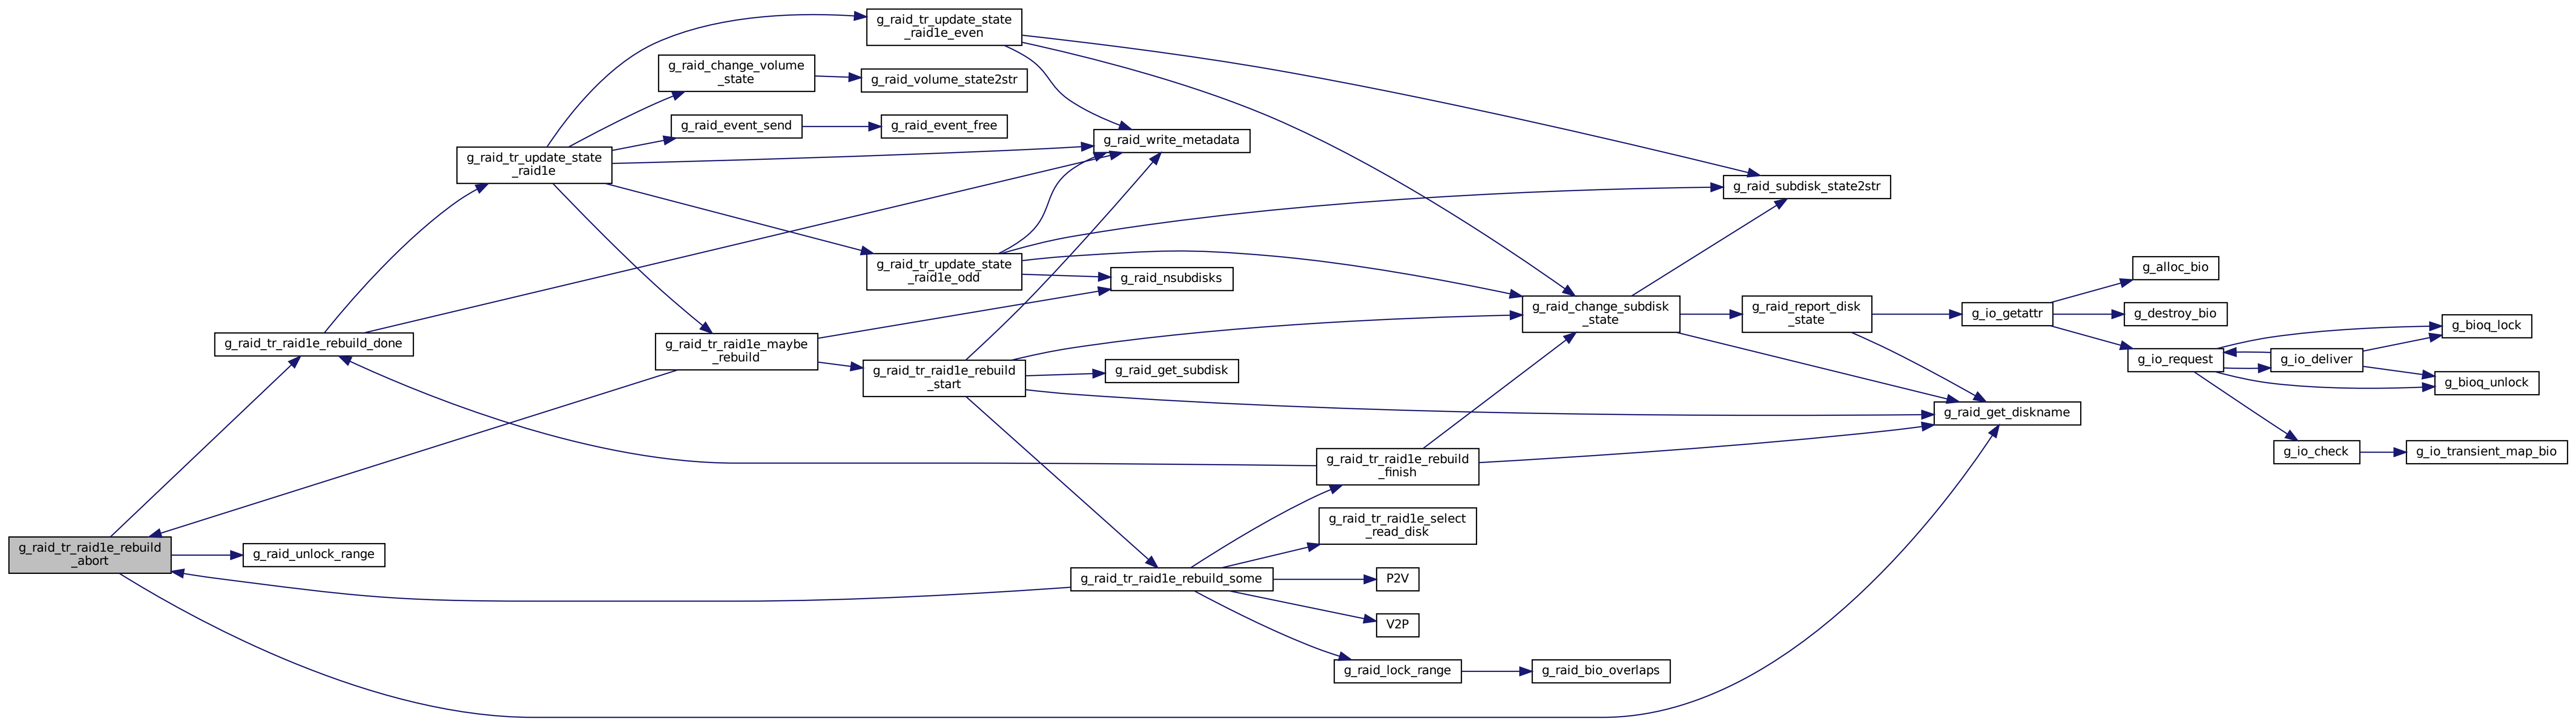 g_raid_tr_raid1e_rebuild
_abort
g_raid_tr_raid1e_rebuild_done
g_raid_unlock_range
g_raid_tr_update_state
_raid1e
g_raid_change_volume
_state
g_raid_event_send
g_raid_tr_raid1e_maybe
_rebuild
g_raid_tr_update_state
_raid1e_even
g_raid_volume_state2str
g_raid_event_free
g_raid_tr_update_state
_raid1e_odd
g_raid_tr_raid1e_rebuild
_start
g_raid_write_metadata
g_raid_nsubdisks
g_raid_get_subdisk
g_raid_tr_raid1e_rebuild_some
g_raid_tr_raid1e_rebuild
_finish
g_raid_tr_raid1e_select
_read_disk
P2V
V2P
g_raid_lock_range
g_raid_change_subdisk
_state
g_raid_bio_overlaps
g_raid_subdisk_state2str
g_raid_report_disk
_state
g_raid_get_diskname
g_io_getattr
g_alloc_bio
g_destroy_bio
g_io_request
g_io_deliver
g_io_check
g_bioq_lock
g_bioq_unlock
g_io_transient_map_bio